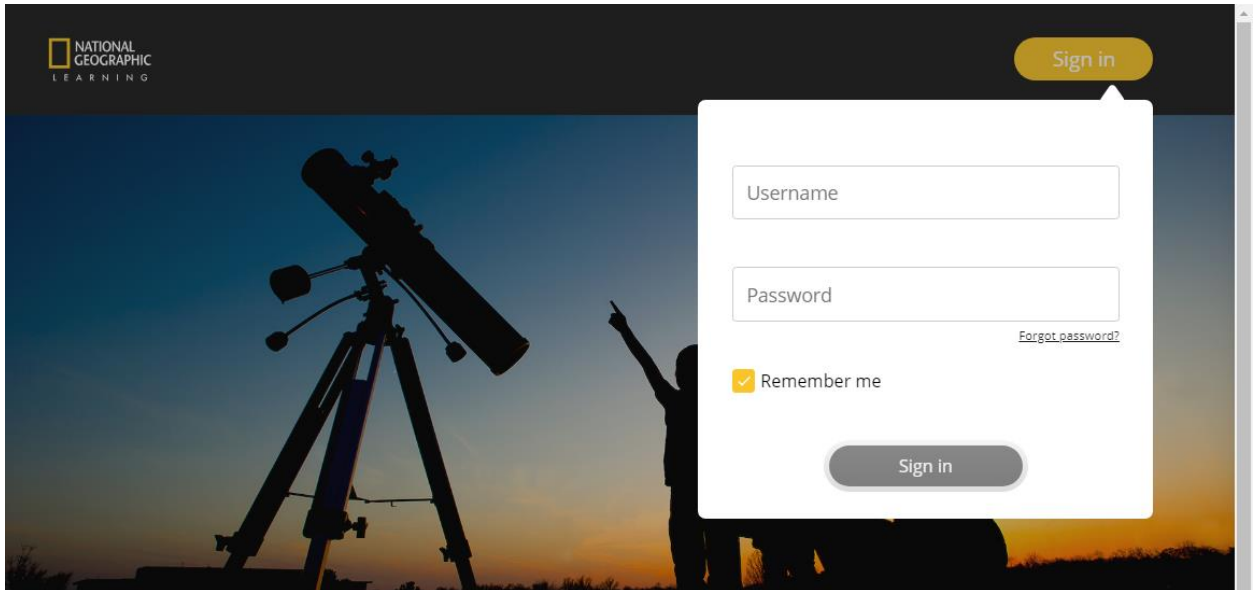 NATIONAL
GEOGRAPHIC
LEARNING
Sign in
Username
Password
Forgot password?
Remember me
Sign in